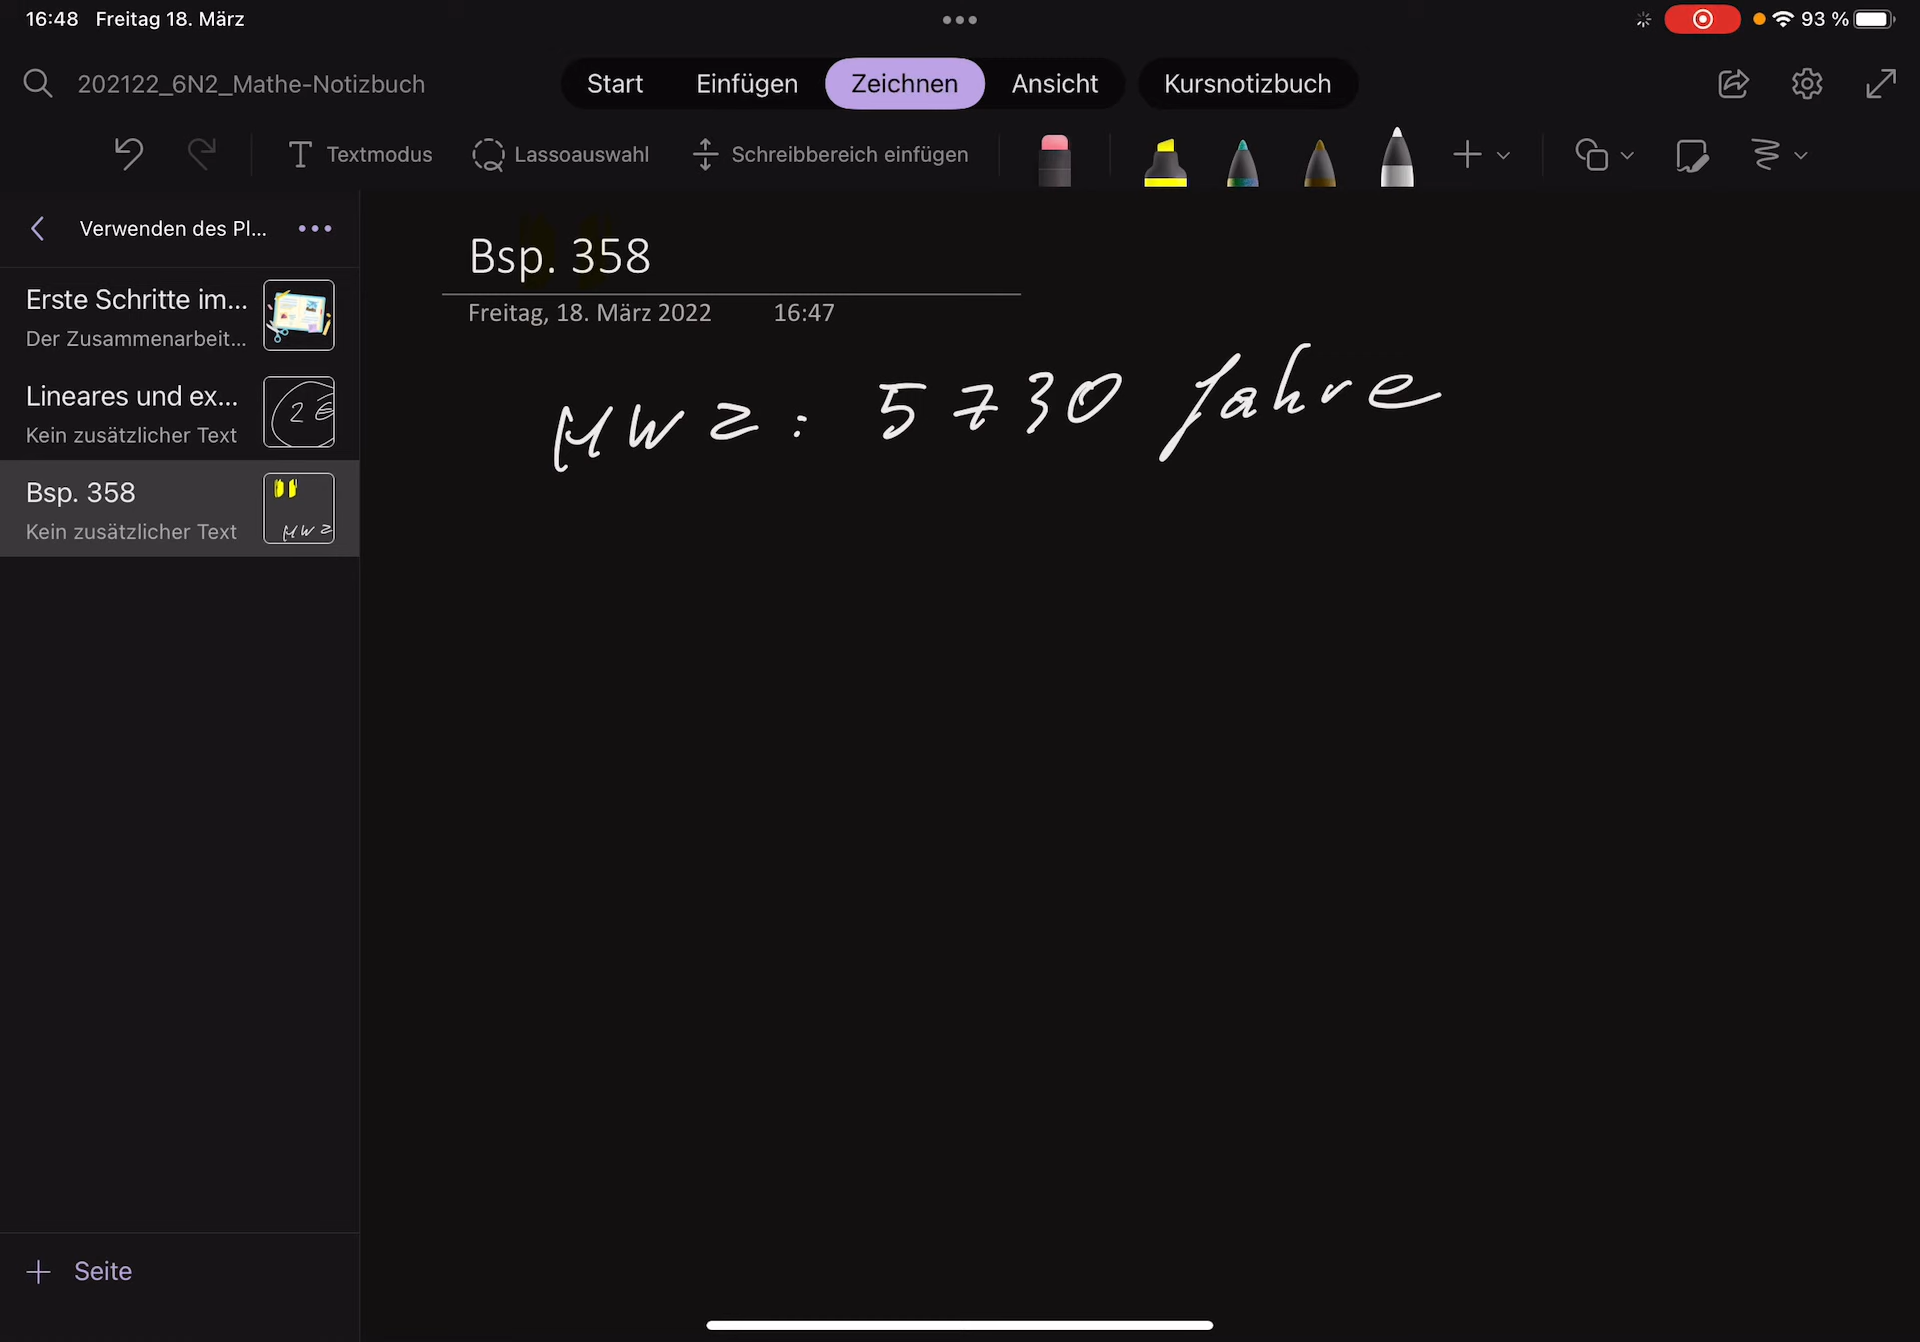 16:48 Freitag 18. März 93 %
202122_6N2_Mathe-Notizbuch Start Einfügen Zeichnen Ansicht Kursnotizbuch
Textmodus Lassoauswahl Schreibbereich einfügen
Verwenden des Pl...
Erste Schritte im...
Der Zusammenarbeit...
Lineares und ex...
Kein zusätzlicher Text
2 €
Bsp. 358
Kein zusätzlicher Text
HWZ
Seite
Bsp. 358
Freitag, 18. März 2022 16:47
HWZ: 5730 Jahre